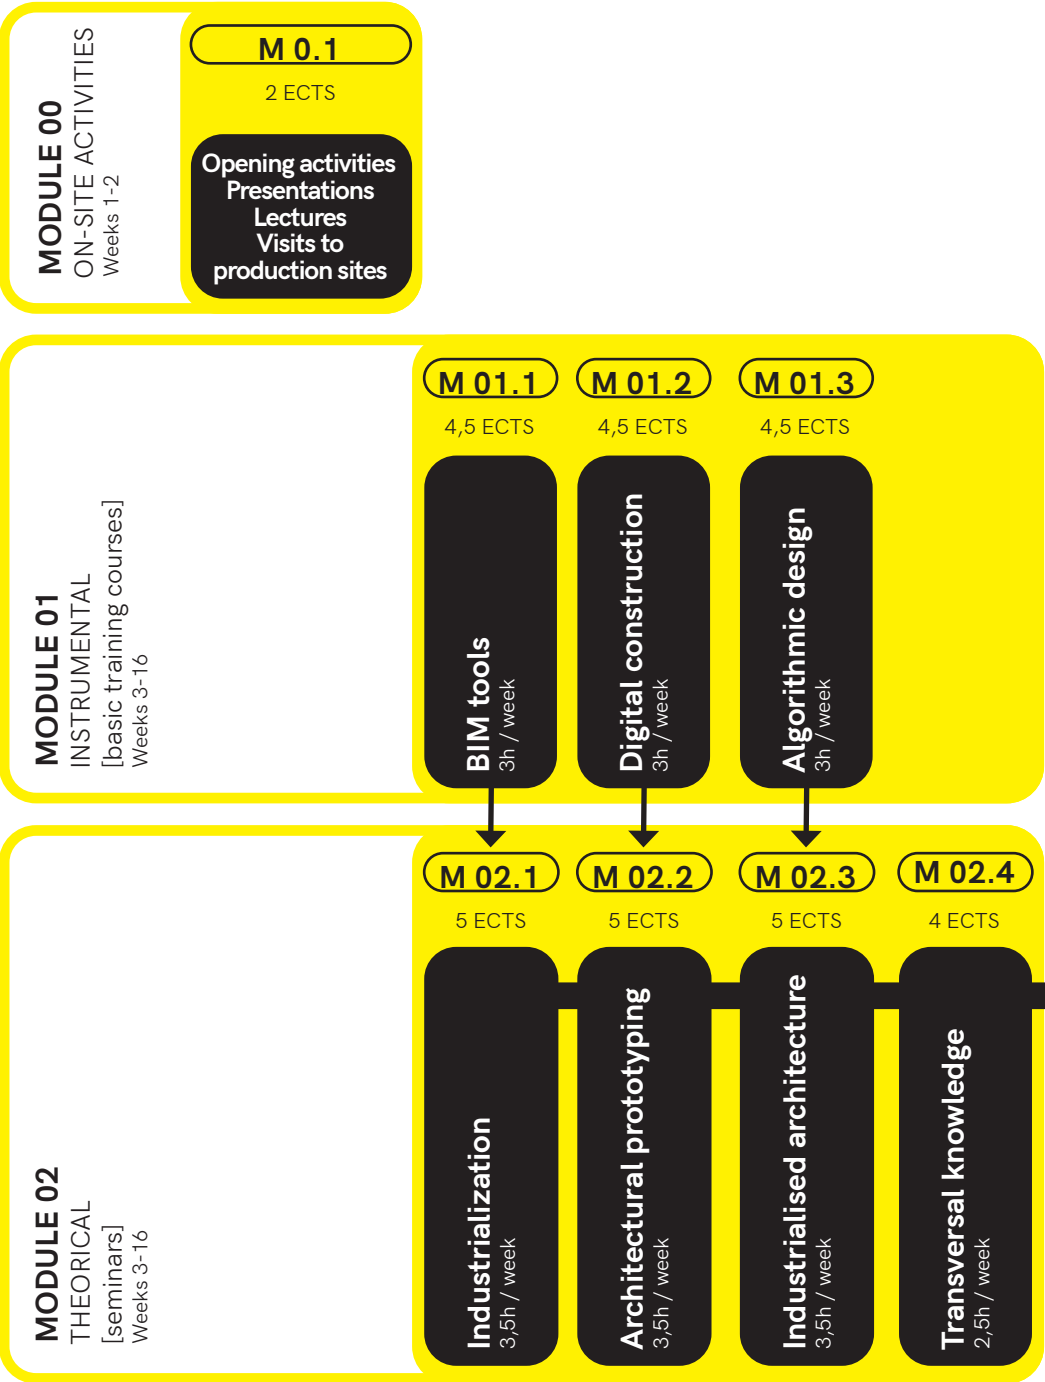 MODULE 00
ON-SITE ACTIVITIES
Weeks 1-2
M 0.1
2 ECTS
Opening activities
Presentations
Lectures
Visits to
production sites
MODULE 01
INSTRUMENTAL
[basic training courses]
Weeks 3-16
M 01.1
4,5 ECTS
BIM tools
3h / week
M 01.2
4,5 ECTS
Digital construction
3h / week
M 01.3
4,5 ECTS
Algorithmic design
3h / week
MODULE 02
THEORICAL
[seminars]
Weeks 3-16
M 02.1
5 ECTS
Industrialization
3,5h / week
M 02.2
5 ECTS
Architectural prototyping
3,5h / week
M 02.3
5 ECTS
Industrialised architecture
3,5h / week
M 02.4
4 ECTS
Transversal knowledge
2,5h / week